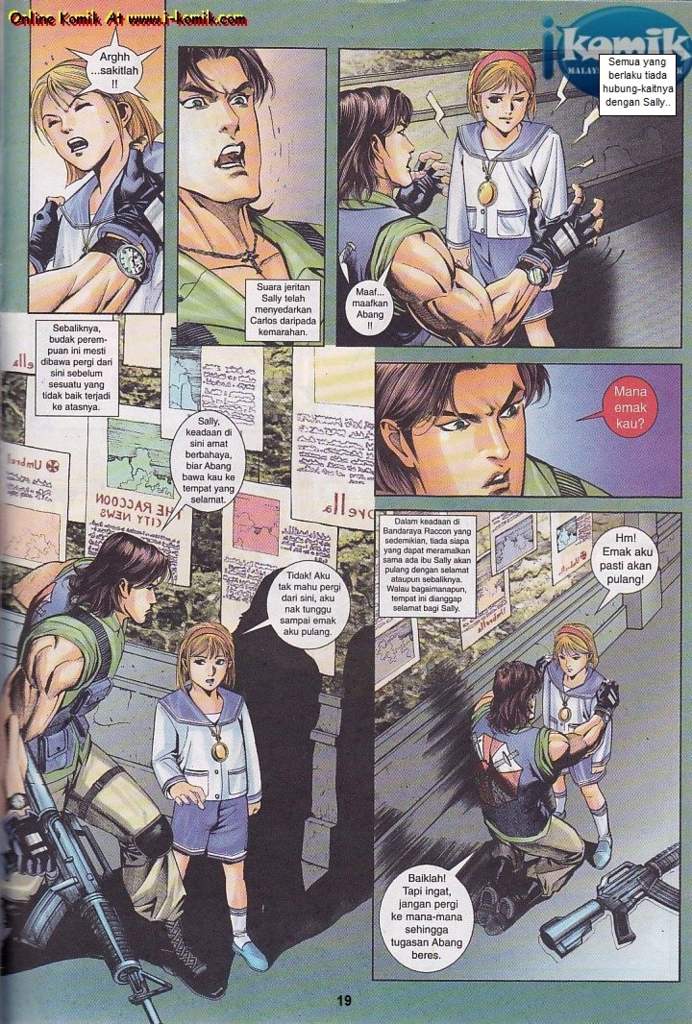 Online Komik At www.i-komik.com
ikomik
Arghh
...sakitlah
!!
Suara jeritan
Sally telah
menyedarkan
Carlos daripada
kemarahan.
Semua yang
berlaku tiada
hubung-kaitnya
dengan Sally..
Maaf...
maafkan
Abang
!!
Sebaliknya,
budak perem-
puan ini mesti
dibawa pergi dari
sini sebelum
sesuatu yang
tidak baik terjadi
ke atasnya.
Mana
emak
kau?
Sally,
keadaan di
sini amat
berbahaya,
biar Abang
bawa kau ke
tempat yang
selamat.
Umbrella
THE RACCOON
CITY NEWS
Tidak! Aku
tak mahu pergi
dari sini, aku
nak tunggu
sampai emak
aku pulang.
Dalam keadaan di
Bandaraya Raccon yang
sedemikian, tiada siapa
yang dapat meramalkan
sama ada ibu Sally akan
pulang dengan selamat
ataupun sebaliknya.
Walau bagaimanapun,
tempat ini dianggap
selamat bagi Sally.
Hm!
Emak aku
pasti akan
pulang!
Umbrella
Baiklah!
Tapi ingat,
jangan pergi
ke mana-mana
sehingga
tugasan Abang
beres.
19